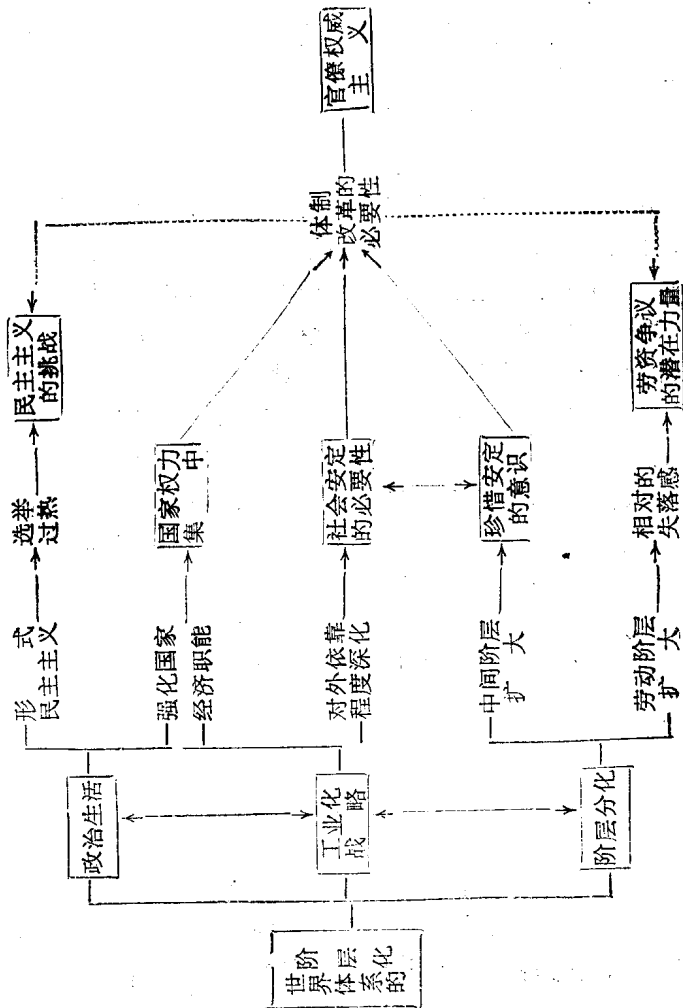 世界阶层化
体系的
政治生活
工业化
战略
阶层分化
形式
民主主义
强化国家
经济职能
对外依靠
程度深化
中间阶层
扩大
劳动阶层
扩大
选举
过热
国家权力
集中
社会安定
的必要性
珍惜安定
的意识
相对的
失落感
民主主义
的挑战
劳资争议
的潜在力量
体制
改革的
必要性
官僚权威
主义